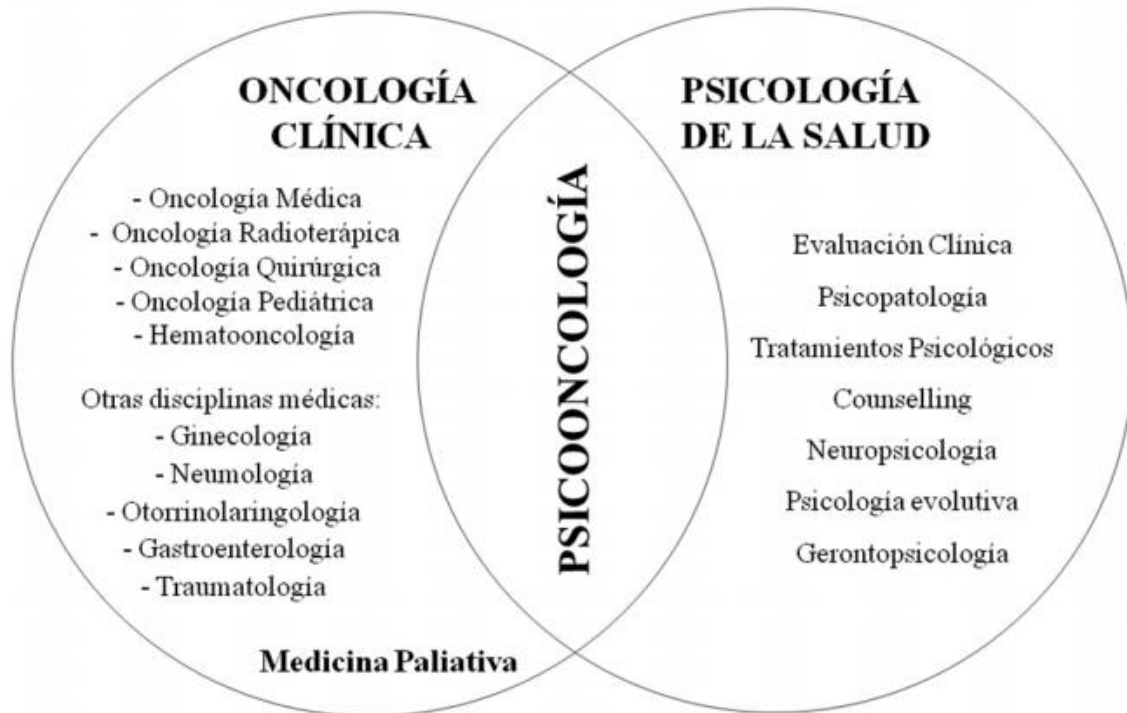 ONCOLOGÍA
CLÍNICA
- Oncología Médica
- Oncología Radioterápica
- Oncología Quirúrgica
- Oncología Pediátrica
- Hematooncología
Otras disciplinas médicas:
- Ginecología
- Neumología
- Otorrinolaringología
- Gastroenterología
- Traumatología
Medicina Paliativa
PSICOONCOLOGÍA
PSICOLOGÍA
DE LA SALUD
Evaluación Clínica
Psicopatología
Tratamientos Psicológicos
Counselling
Neuropsicología
Psicología evolutiva
Gerontopsicología